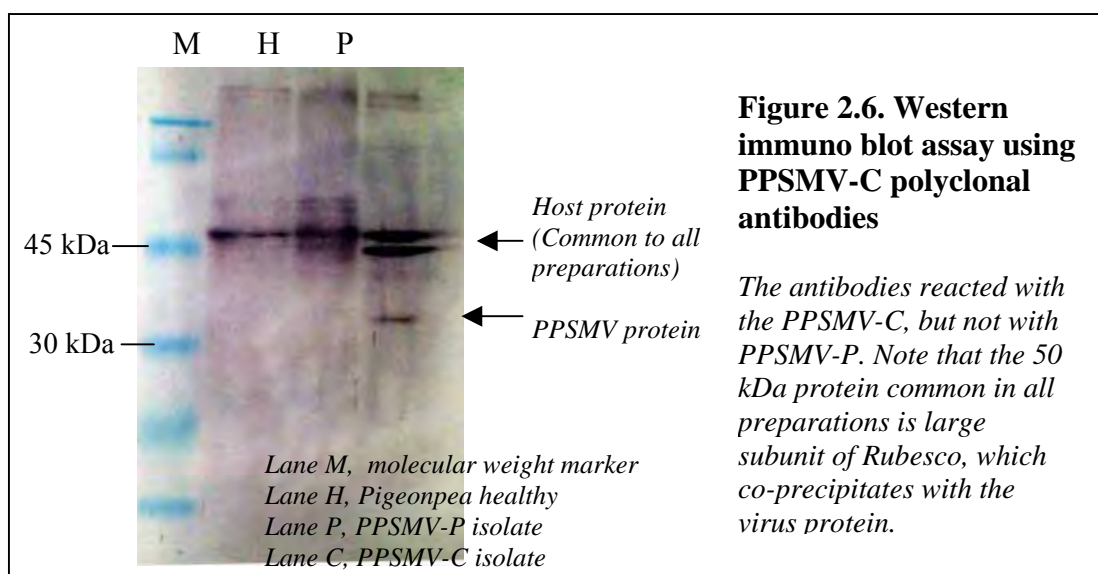 M H P
45 kDa
30 kDa
Host protein
(Common to all
preparations)
PPSMV protein
Lane M, molecular weight marker
Lane H, Pigeonpea healthy
Lane P, PPSMV-P isolate
Lane C, PPSMV-C isolate
Figure 2.6. Western
immuno blot assay using
PPSMV-C polyclonal
antibodies
The antibodies reacted with
the PPSMV-C, but not with
PPSMV-P. Note that the 50
kDa protein common in all
preparations is large
subunit of Rubesco, which
co-precipitates with the
virus protein.